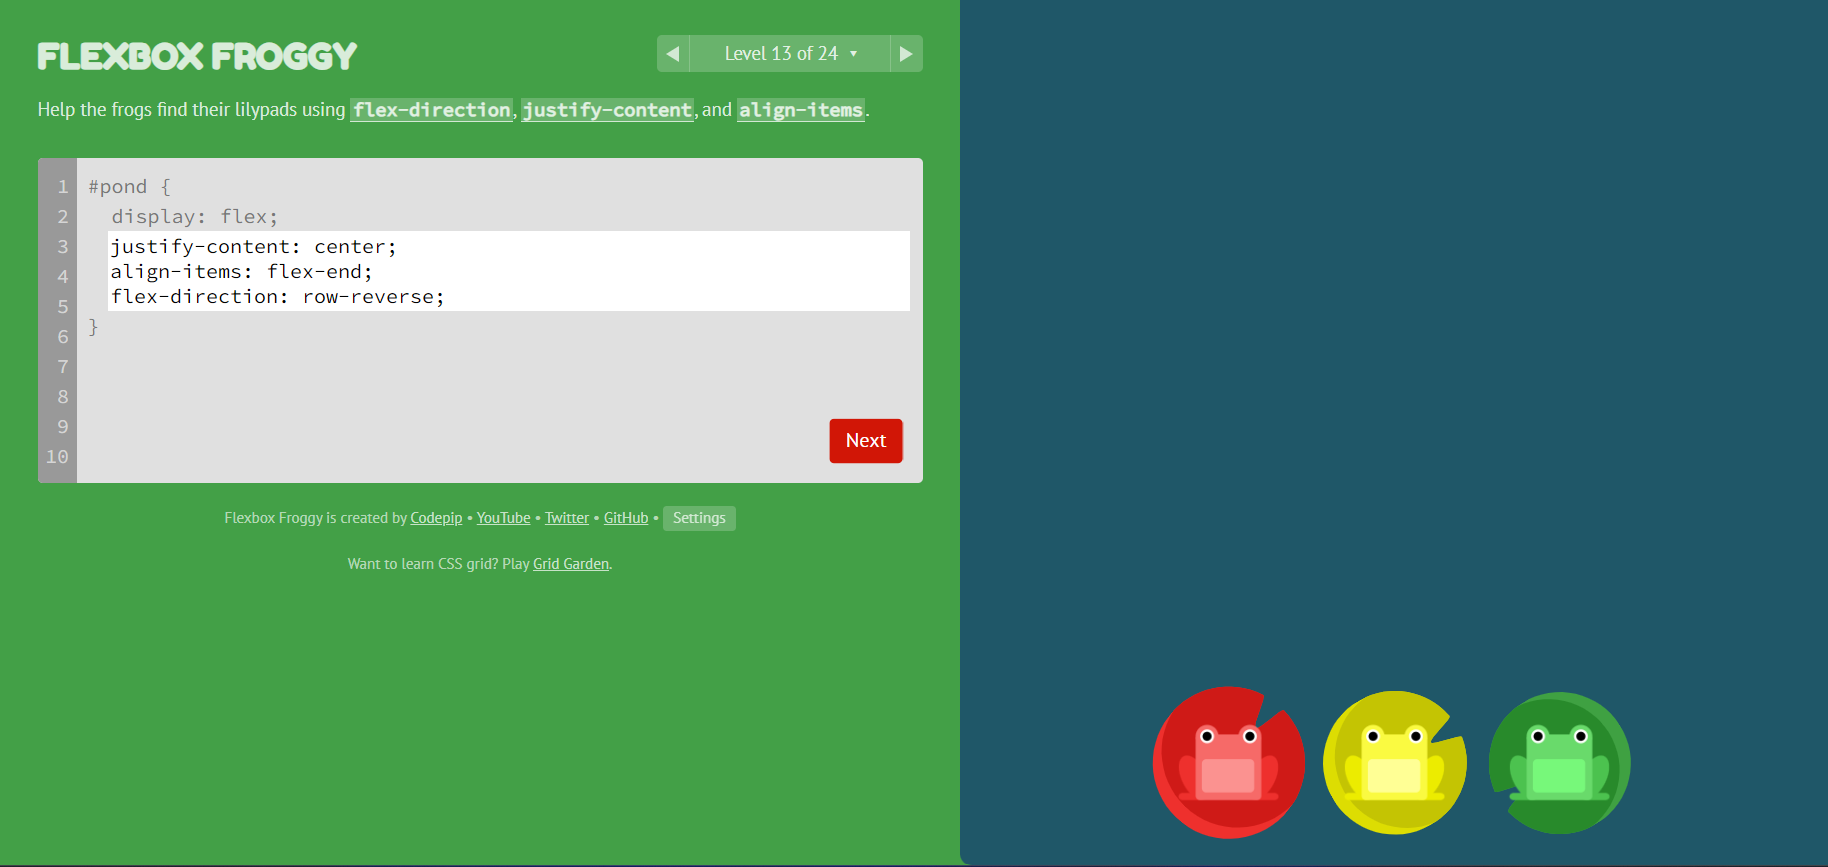 FLEXBOX FROGGY
◀ Level 13 of 24 ▼ ▶
Help the frogs find their lilypads using flex-direction, justify-content, and align-items.
1 #pond {
2 display: flex;
3 justify-content: center;
4 align-items: flex-end;
5 flex-direction: row-reverse;
6 }
7
8
9
10
Next
Flexbox Froggy is created by Codepip • YouTube • Twitter • GitHub • Settings
Want to learn CSS grid? Play Grid Garden.